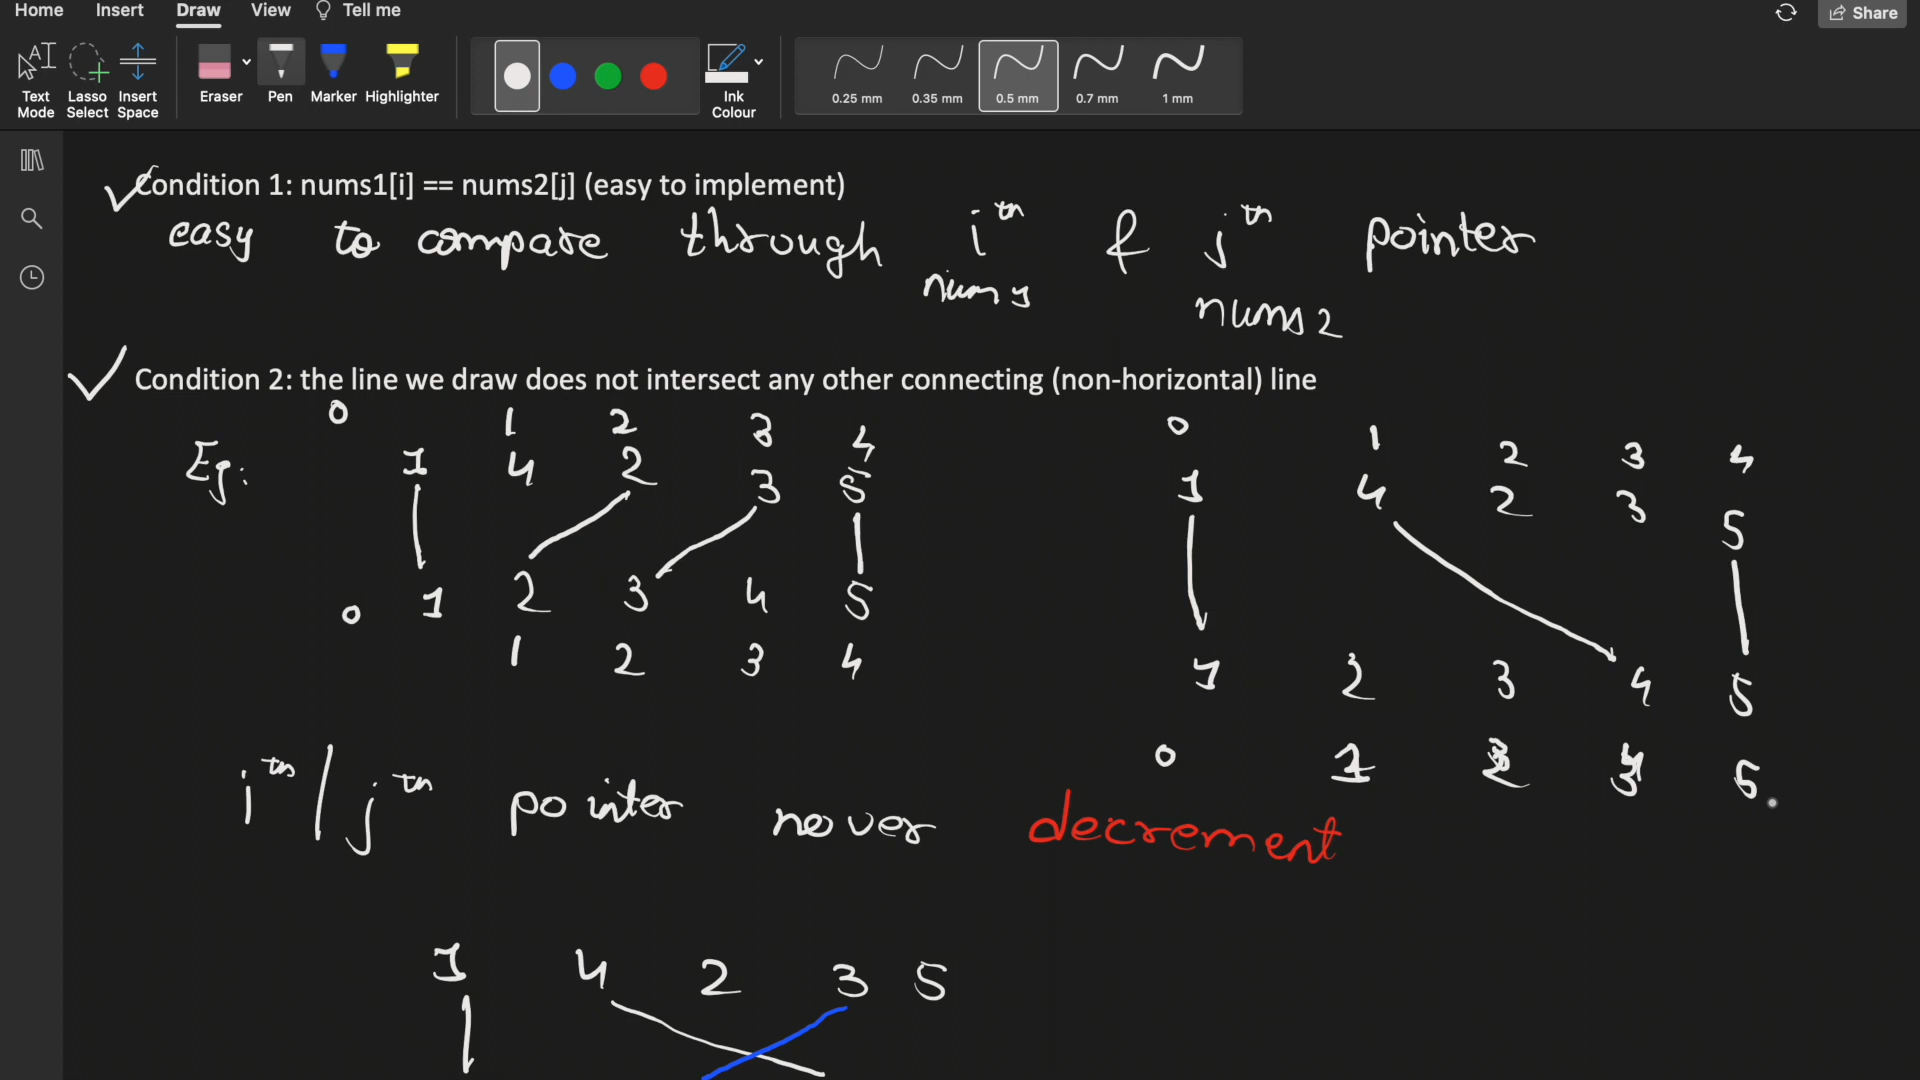 Home Insert Draw View Tell me Share
Text Mode Lasso Select Insert Space Eraser Pen Marker Highlighter Ink Colour 0.25 mm 0.35 mm 0.5 mm 0.7 mm 1 mm
Condition 1: nums1[i] == nums2[j] (easy to implement)
easy to compare through i th & j th pointer
nums1 nums2
Condition 2: the line we draw does not intersect any other connecting (non-horizontal) line
0 1 2 3 4
Eg: 1 4 2 3 5
1 2 3 4 5
0 1 2 3 4
0 1 2 3 4
1 4 2 3 5
1 2 3 4 5
0 1 2 3 5
i th / j th pointer never decrement
1 4 2 3 5